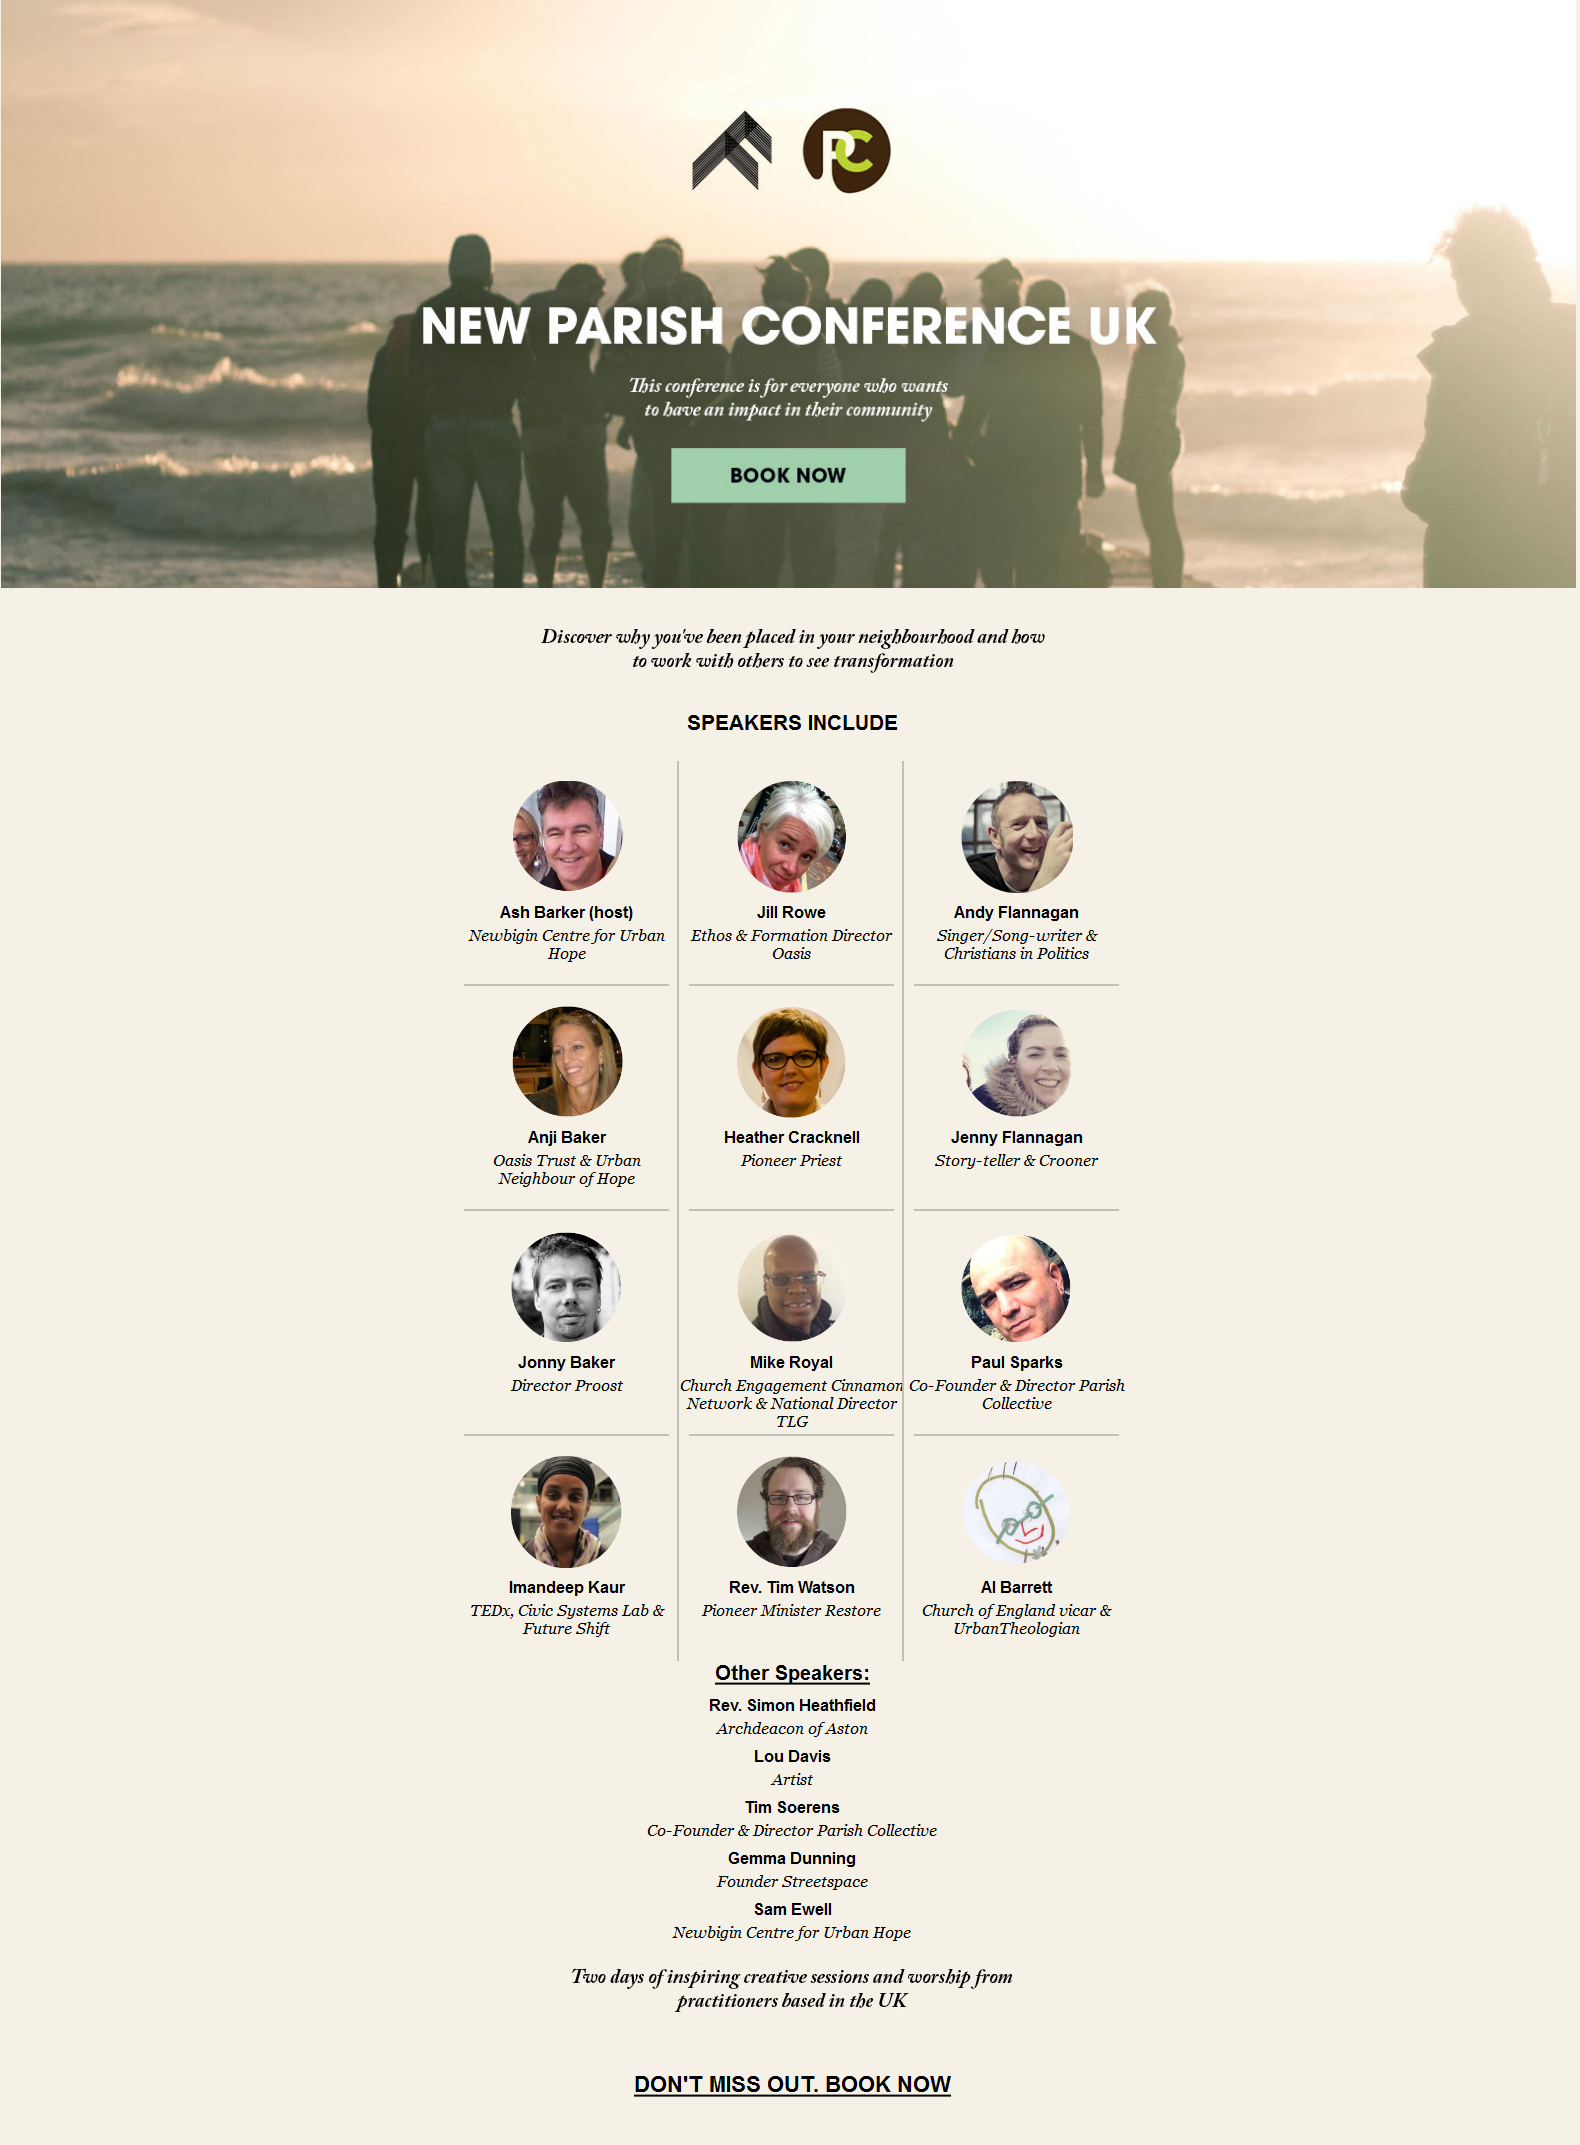 PC
NEW PARISH CONFERENCE UK
This conference is for everyone who wants
to have an impact in their community
BOOK NOW
Discover why you've been placed in your neighbourhood and how
to work with others to see transformation
SPEAKERS INCLUDE
Ash Barker (host)
Newbigin Centre for Urban
Hope
Jill Rowe
Ethos & Formation Director
Oasis
Andy Flannagan
Singer/Song-writer &
Christians in Politics
Anji Baker
Oasis Trust & Urban
Neighbour of Hope
Heather Cracknell
Pioneer Priest
Jenny Flannagan
Story-teller & Crooner
Jonny Baker
Director Proost
Mike Royal
Church Engagement Cinnamon
Network & National Director
TLG
Paul Sparks
Co-Founder & Director Parish
Collective
Imandeep Kaur
TEDx, Civic Systems Lab &
Future Shift
Rev. Tim Watson
Pioneer Minister Restore
Al Barrett
Church of England vicar &
UrbanTheologian
Other Speakers:
Rev. Simon Heathfield
Archdeacon of Aston
Lou Davis
Artist
Tim Soerens
Co-Founder & Director Parish Collective
Gemma Dunning
Founder Streetspace
Sam Ewell
Newbigin Centre for Urban Hope
Two days of inspiring creative sessions and worship from
practitioners based in the UK
DON'T MISS OUT. BOOK NOW